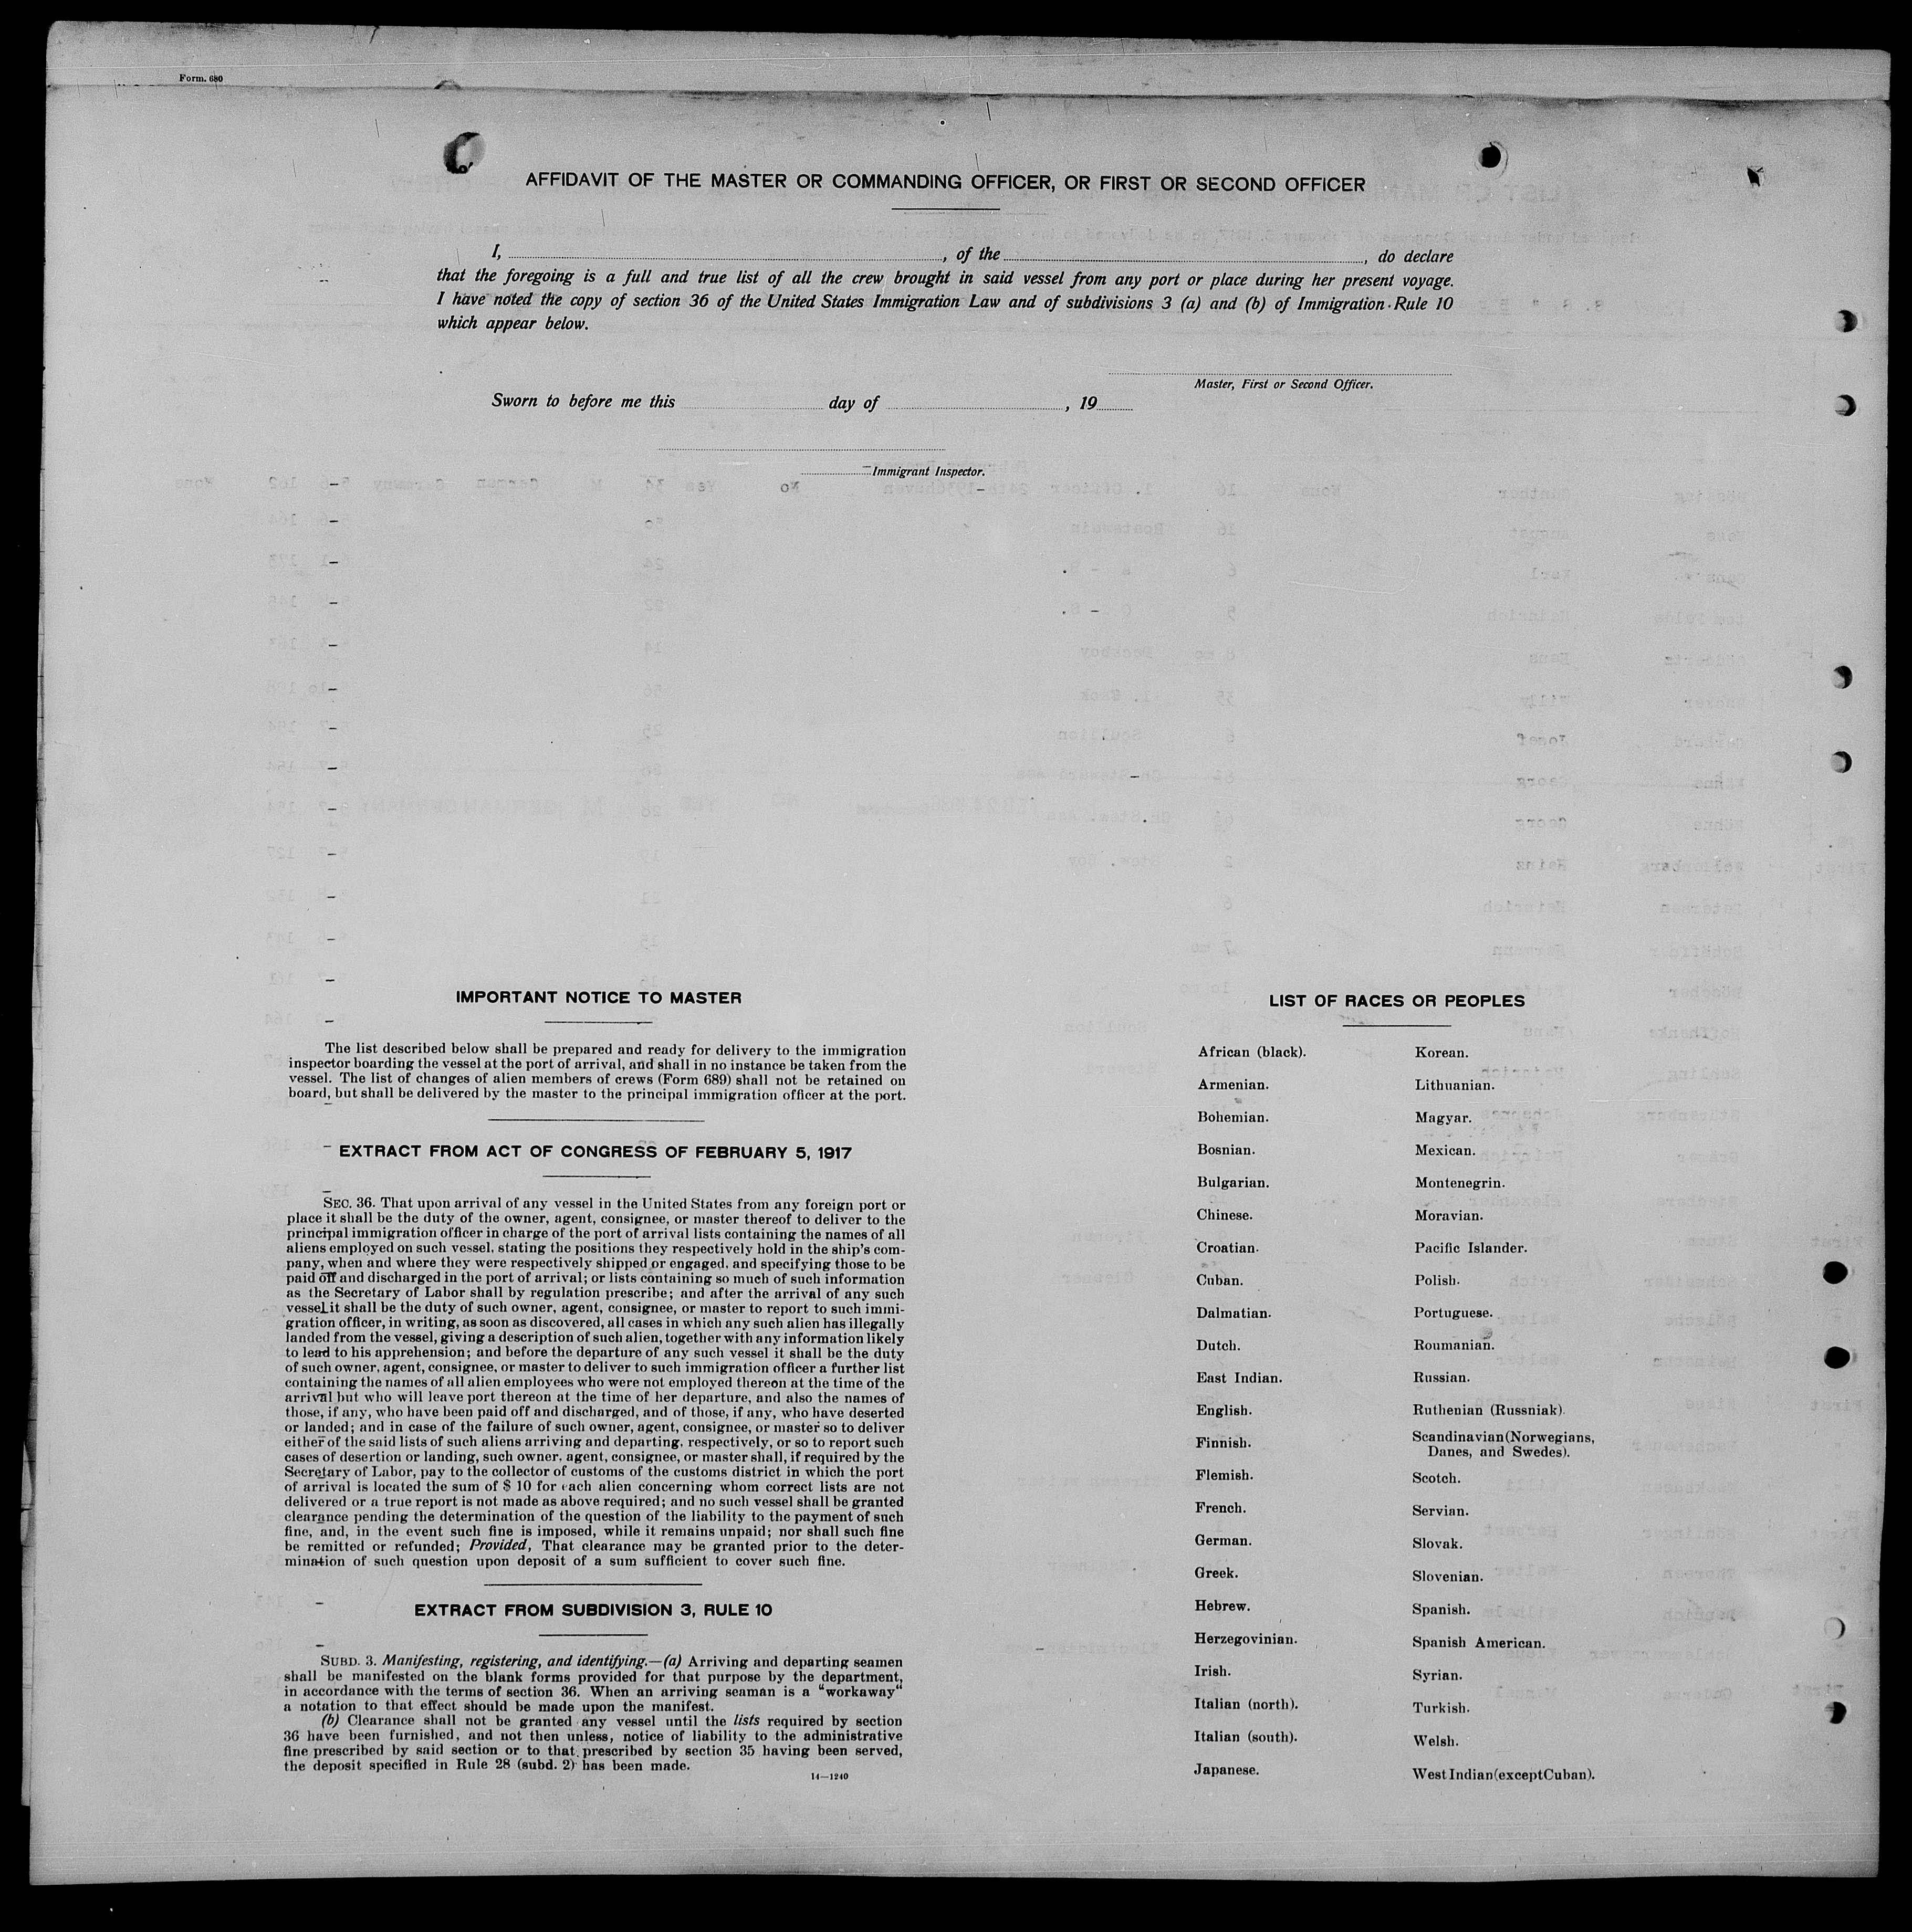 Form. 680
AFFIDAVIT OF THE MASTER OR COMMANDING OFFICER, OR FIRST OR SECOND OFFICER
I, , of the , do declare
that the foregoing is a full and true list of all the crew brought in said vessel from any port or place during her present voyage.
I have noted the copy of section 36 of the United States Immigration Law and of subdivisions 3 (a) and (b) of Immigration Rule 10
which appear below.
Master, First or Second Officer.
Sworn to before me this day of , 19
Immigrant Inspector.
IMPORTANT NOTICE TO MASTER
The list described below shall be prepared and ready for delivery to the immigration
inspector boarding the vessel at the port of arrival, and shall in no instance be taken from the
vessel. The list of changes of alien members of crews (Form 689) shall not be retained on
board, but shall be delivered by the master to the principal immigration officer at the port.
EXTRACT FROM ACT OF CONGRESS OF FEBRUARY 5, 1917
SEC. 36. That upon arrival of any vessel in the United States from any foreign port or
place it shall be the duty of the owner, agent, consignee, or master thereof to deliver to the
principal immigration officer in charge of the port of arrival lists containing the names of all
aliens employed on such vessel, stating the positions they respectively hold in the ship's com-
pany, when and where they were respectively shipped or engaged, and specifying those to be
paid off and discharged in the port of arrival; or lists containing so much of such information
as the Secretary of Labor shall by regulation prescribe; and after the arrival of any such
vessel it shall be the duty of such owner, agent, consignee, or master to report to such immi-
gration officer, in writing, as soon as discovered, all cases in which any such alien has illegally
landed from the vessel, giving a description of such alien, together with any information likely
to lead to his apprehension; and before the departure of any such vessel it shall be the duty
of such owner, agent, consignee, or master to deliver to such immigration officer a further list
containing the names of all alien employees who were not employed thereon at the time of the
arrival but who will leave port thereon at the time of her departure, and also the names of
those, if any, who have been paid off and discharged, and of those, if any, who have deserted
or landed; and in case of the failure of such owner, agent, consignee, or master so to deliver
either of the said lists of such aliens arriving and departing, respectively, or so to report such
cases of desertion or landing, such owner, agent, consignee, or master shall, if required by the
Secretary of Labor, pay to the collector of customs of the customs district in which the port
of arrival is located the sum of $ 10 for each alien concerning whom correct lists are not
delivered or a true report is not made as above required; and no such vessel shall be granted
clearance pending the determination of the question of the liability to the payment of such
fine, and, in the event such fine is imposed, while it remains unpaid; nor shall such fine
be remitted or refunded; Provided, That clearance may be granted prior to the deter-
mination of such question upon deposit of a sum sufficient to cover such fine.
EXTRACT FROM SUBDIVISION 3, RULE 10
SUBD. 3. Manifesting, registering, and identifying.—(a) Arriving and departing seamen
shall be manifested on the blank forms provided for that purpose by the department,
in accordance with the terms of section 36. When an arriving seaman is a “workaway“
a notation to that effect should be made upon the manifest.
(b) Clearance shall not be granted any vessel until the lists required by section
36 have been furnished, and not then unless, notice of liability to the administrative
fine prescribed by said section or to that prescribed by section 35 having been served,
the deposit specified in Rule 28 (subd. 2) has been made.
14—1240
LIST OF RACES OR PEOPLES
African (black).
Armenian.
Bohemian.
Bosnian.
Bulgarian.
Chinese.
Croatian.
Cuban.
Dalmatian.
Dutch.
East Indian.
English.
Finnish.
Flemish.
French.
German.
Greek.
Hebrew.
Herzegovinian.
Irish.
Italian (north).
Italian (south).
Japanese.
Korean.
Lithuanian.
Magyar.
Mexican.
Montenegrin.
Moravian.
Pacific Islander.
Polish.
Portuguese.
Roumanian.
Russian.
Ruthenian (Russniak).
Scandinavian (Norwegians,
Danes, and Swedes).
Scotch.
Servian.
Slovak.
Slovenian.
Spanish.
Spanish American.
Syrian.
Turkish.
Welsh.
West Indian (except Cuban).